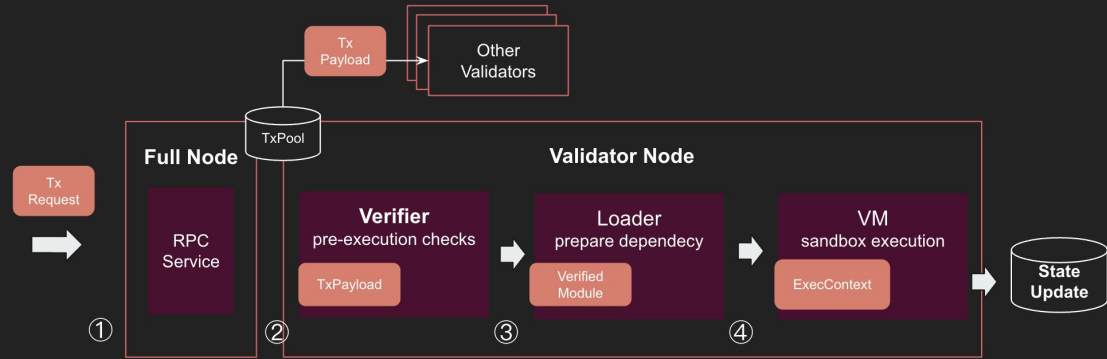 Tx
Payload
Other
Validators
TxPool
Full Node
Validator Node
Tx
Request
RPC
Service
Verifier
pre-execution checks
TxPayload
Loader
prepare dependecy
Verified
Module
VM
sandbox execution
ExecContext
State
Update
①
②
③
④